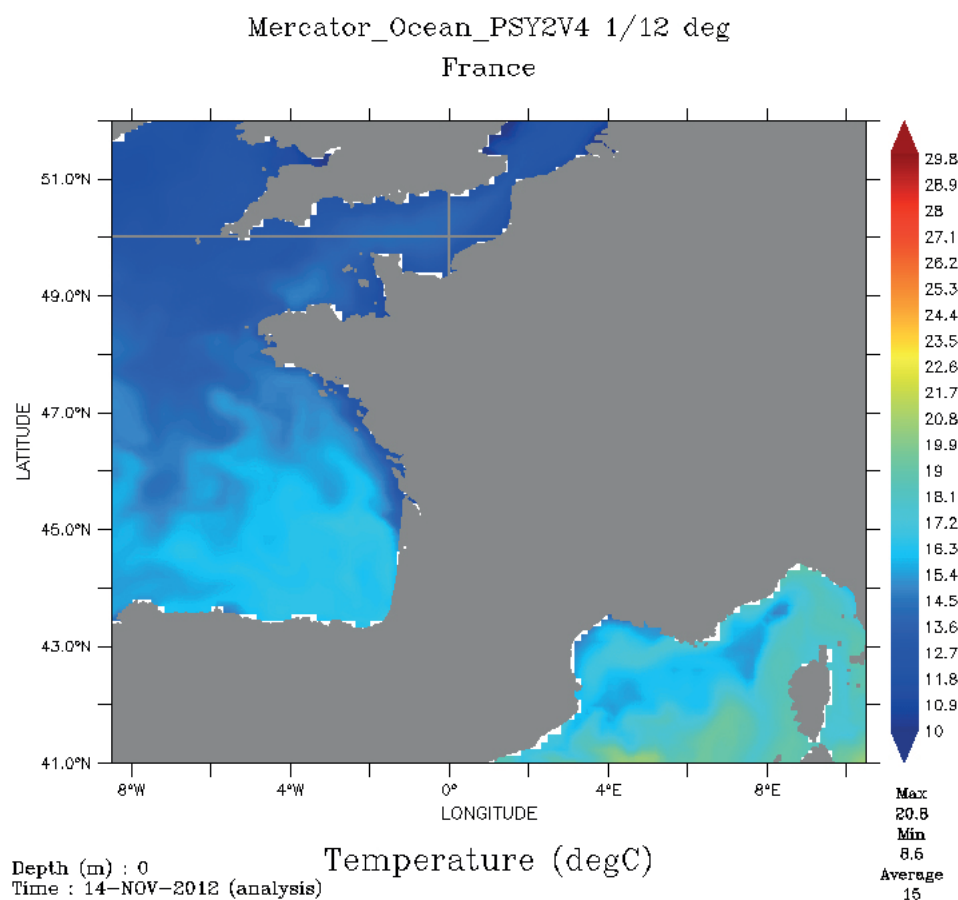 Mercator_Ocean_PSY2V4 1/12 deg
France
51.0°N
49.0°N
47.0°N
45.0°N
43.0°N
41.0°N
LATITUDE
8°W
4°W
0°
4°E
8°E
LONGITUDE
29.8
28.9
28
27.1
26.2
25.3
24.4
23.5
22.6
21.7
20.8
19.9
19
18.1
17.2
16.3
15.4
14.5
13.6
12.7
11.8
10.9
10
Max
20.8
Min
8.6
Average
15
Temperature (degC)
Depth (m) : 0
Time : 14-NOV-2012 (analysis)